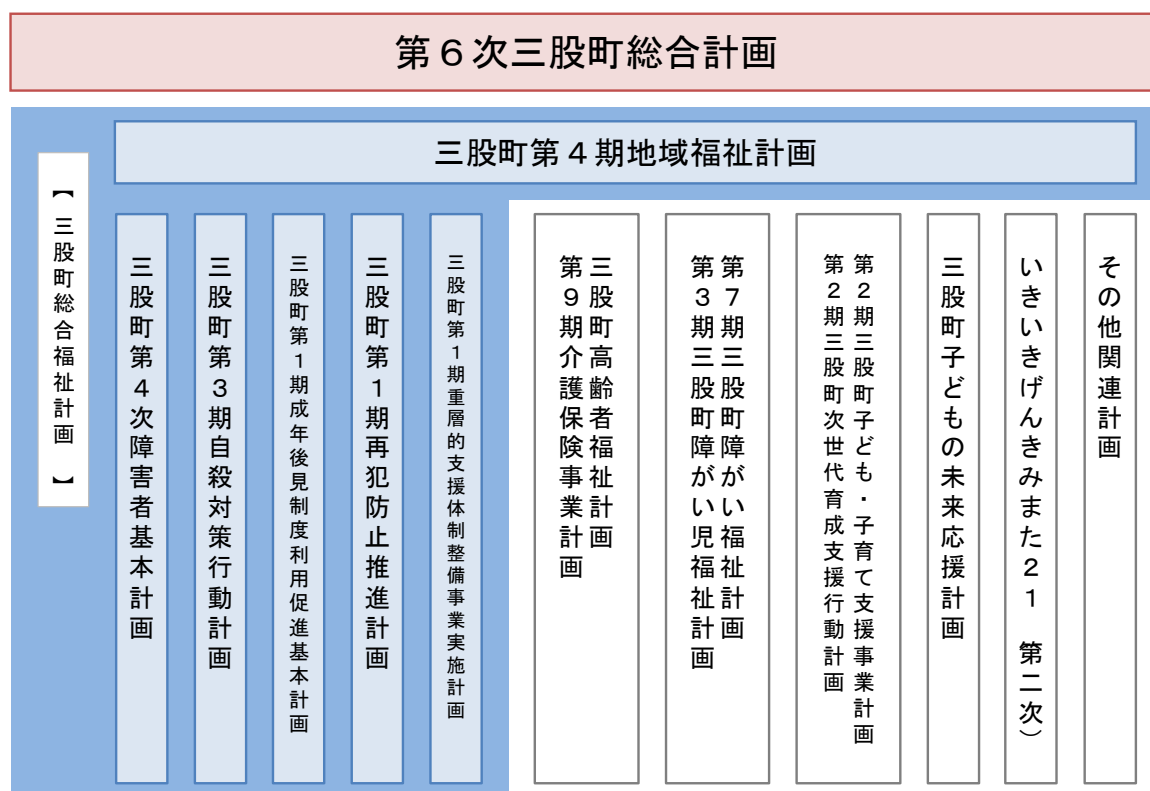 第６次三股町総合計画
三股町第４期地域福祉計画
【 三股町総合福祉計画 】
三股町第４次障害者基本計画
三股町第３期自殺対策行動計画
三股町第１期成年後見制度利用促進基本計画
三股町第１期再犯防止推進計画
三股町第１期重層的支援体制整備事業実施計画
三股町高齢者福祉計画
第９期介護保険事業計画
第７期三股町障がい福祉計画
第３期三股町障がい児福祉計画
第２期三股町子ども・子育て支援事業計画
第２期三股町次世代育成支援行動計画
三股町子どもの未来応援計画
いきいきげんきみまた２１　第二次）
その他関連計画